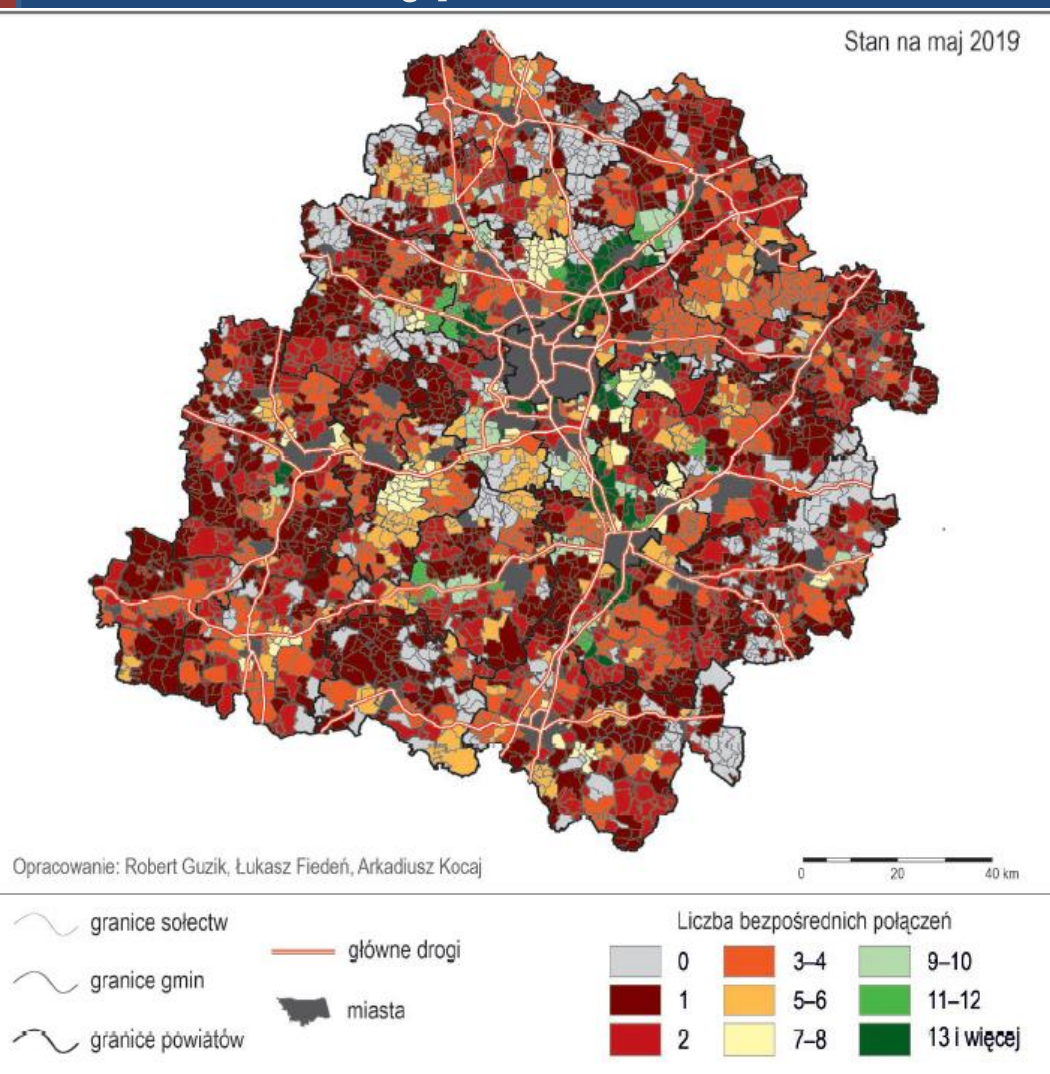 Stan na maj 2019
Opracowanie: Robert Guzik, Łukasz Fiedeń, Arkadiusz Kocaj
0 20 40 km
granice sołectw
granice gmin
granice powiatów
główne drogi
miasta
Liczba bezpośrednich połączeń
0
1
2
3–4
5–6
7–8
9–10
11–12
13 i więcej